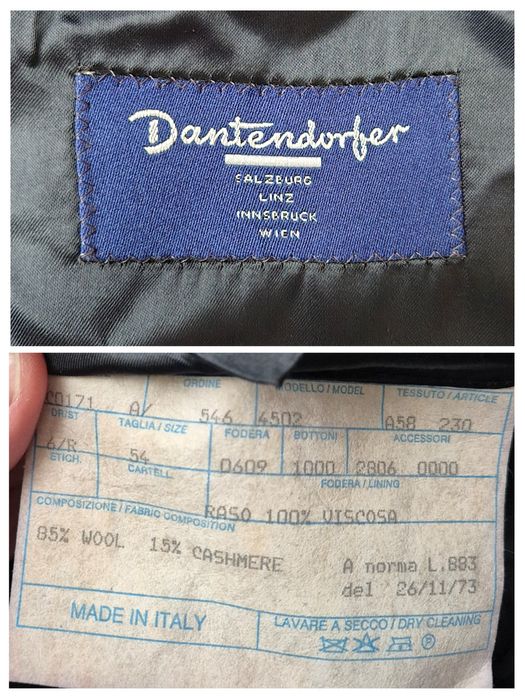 Dantendorfer
SALZBURG
LINZ
INNSBRUCK
WIEN
ORDINE MODELLO / MODEL TESSUTO / ARTICLE
C0171 A/ 546 4502 A58 230
DRIST TAGLIA / SIZE FODERA BOTTONI ACCESSORI
6/R 54 0609 1000 2806 0000
ETICH. CARTELL FODERA / LINING
RASO 100% VISCOSA
COMPOSIZIONE / FABRIC COMPOSITION
85% WOOL 15% CASHMERE
A norma L.883
del 26/11/73
MADE IN ITALY
LAVARE A SECCO / DRY CLEANING
P